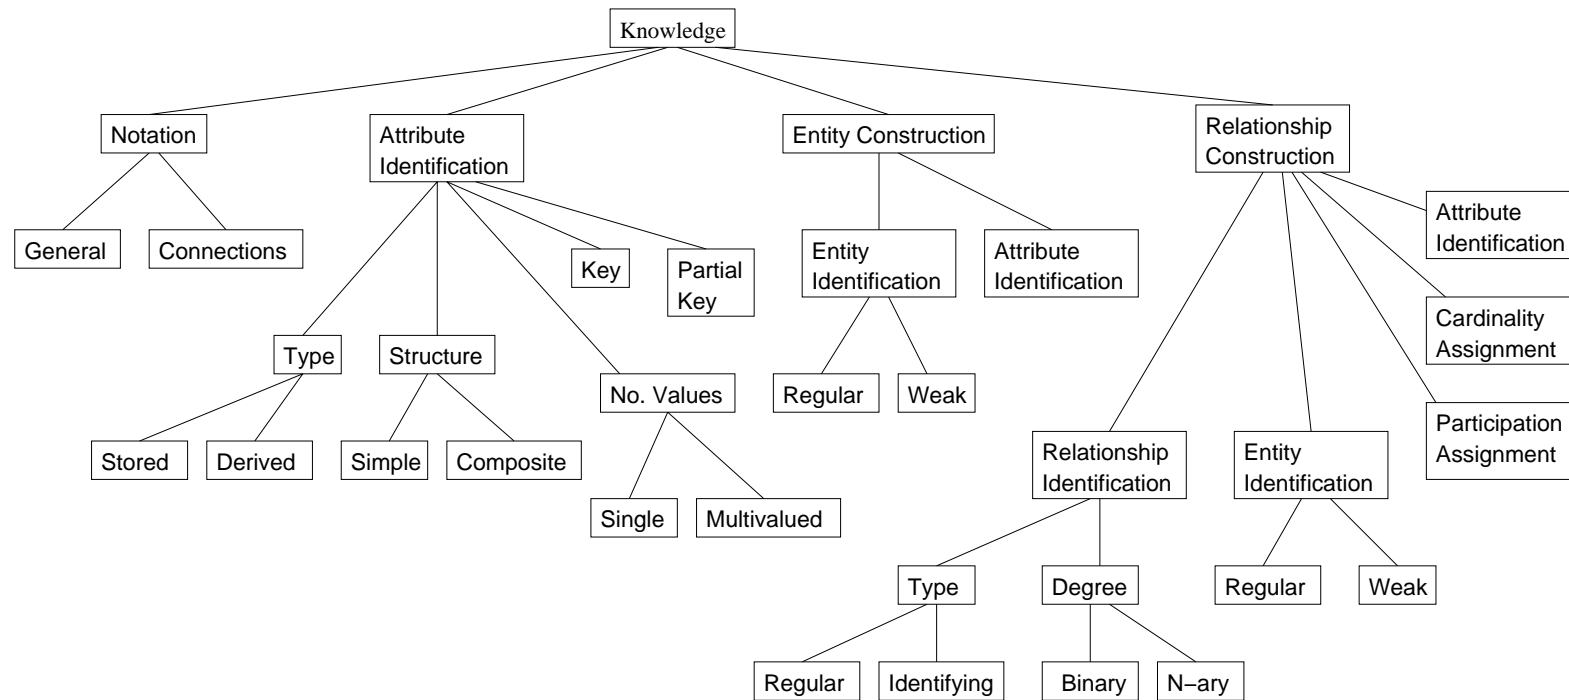 Knowledge
Notation
Attribute
Identification
Entity Construction
Relationship
Construction
General
Connections
Key
Partial
Key
Entity
Identification
Attribute
Identification
Attribute
Identification
Type
Structure
No. Values
Regular
Weak
Cardinality
Assignment
Stored
Derived
Simple
Composite
Relationship
Identification
Entity
Identification
Participation
Assignment
Single
Multivalued
Type
Degree
Regular
Weak
Regular
Identifying
Binary
N−ary